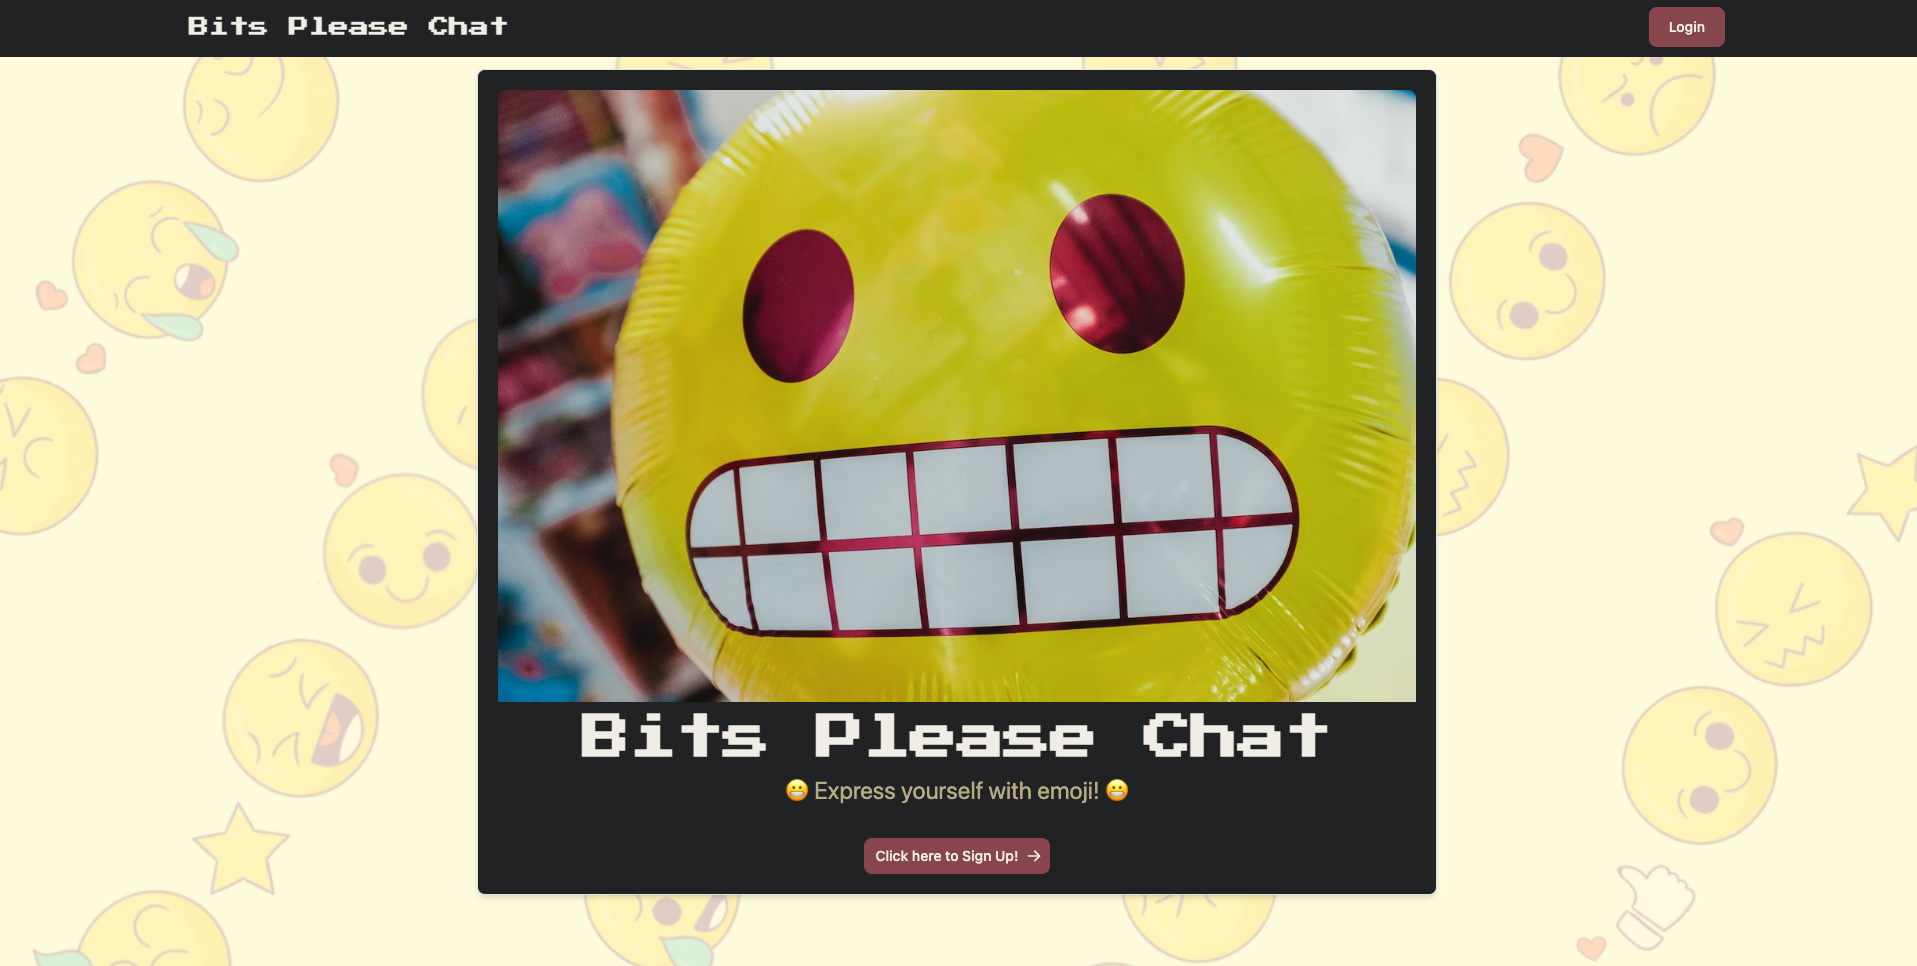 Bits Please Chat
Login
Bits Please Chat
😬 Express yourself with emoji! 😬
Click here to Sign Up! →